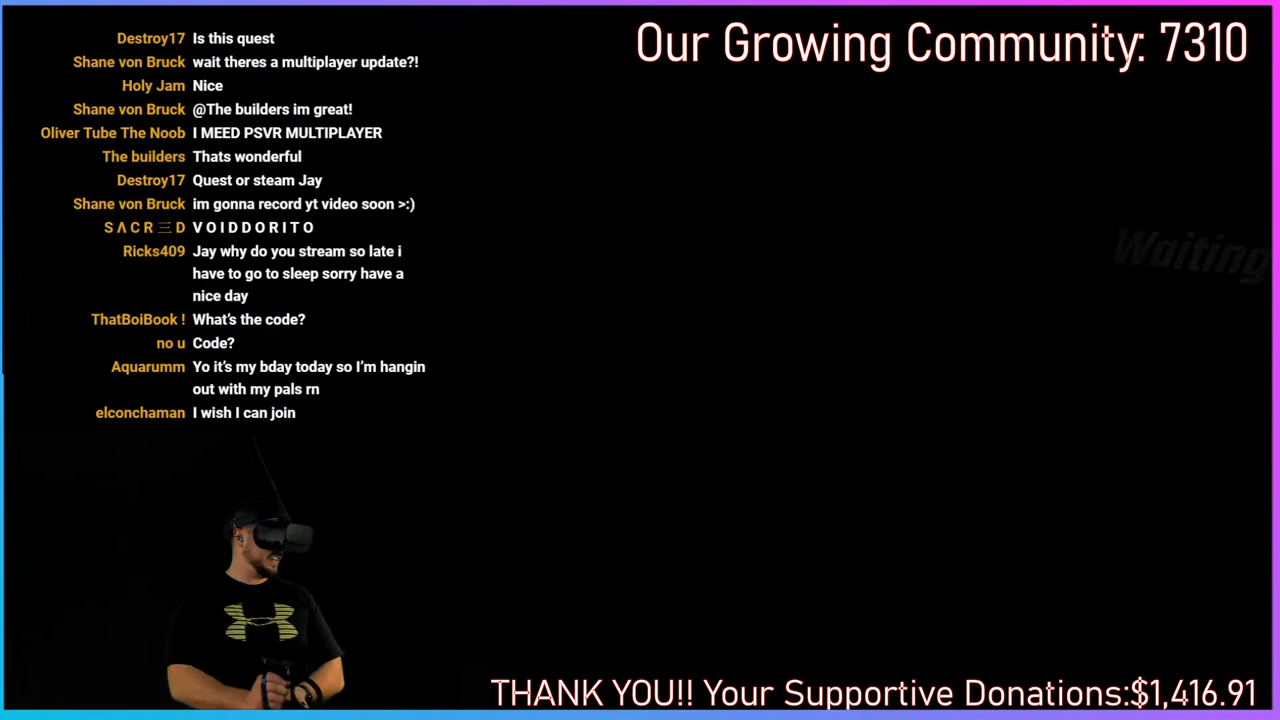 Our Growing Community: 7310
Destroy17 Is this quest
Shane von Bruck wait theres a multiplayer update?!
Holy Jam Nice
Shane von Bruck @The builders im great!
Oliver Tube The Noob I MEED PSVR MULTIPLAYER
The builders Thats wonderful
Destroy17 Quest or steam Jay
Shane von Bruck im gonna record yt video soon >:)
S Λ C R 三 D V O I D D O R I T O
Ricks409 Jay why do you stream so late i
have to go to sleep sorry have a
nice day
ThatBoiBook ! What's the code?
no u Code?
Aquarumm Yo it's my bday today so I'm hangin
out with my pals rn
elconchaman I wish I can join
Waiting
THANK YOU!! Your Supportive Donations:$1,416.91